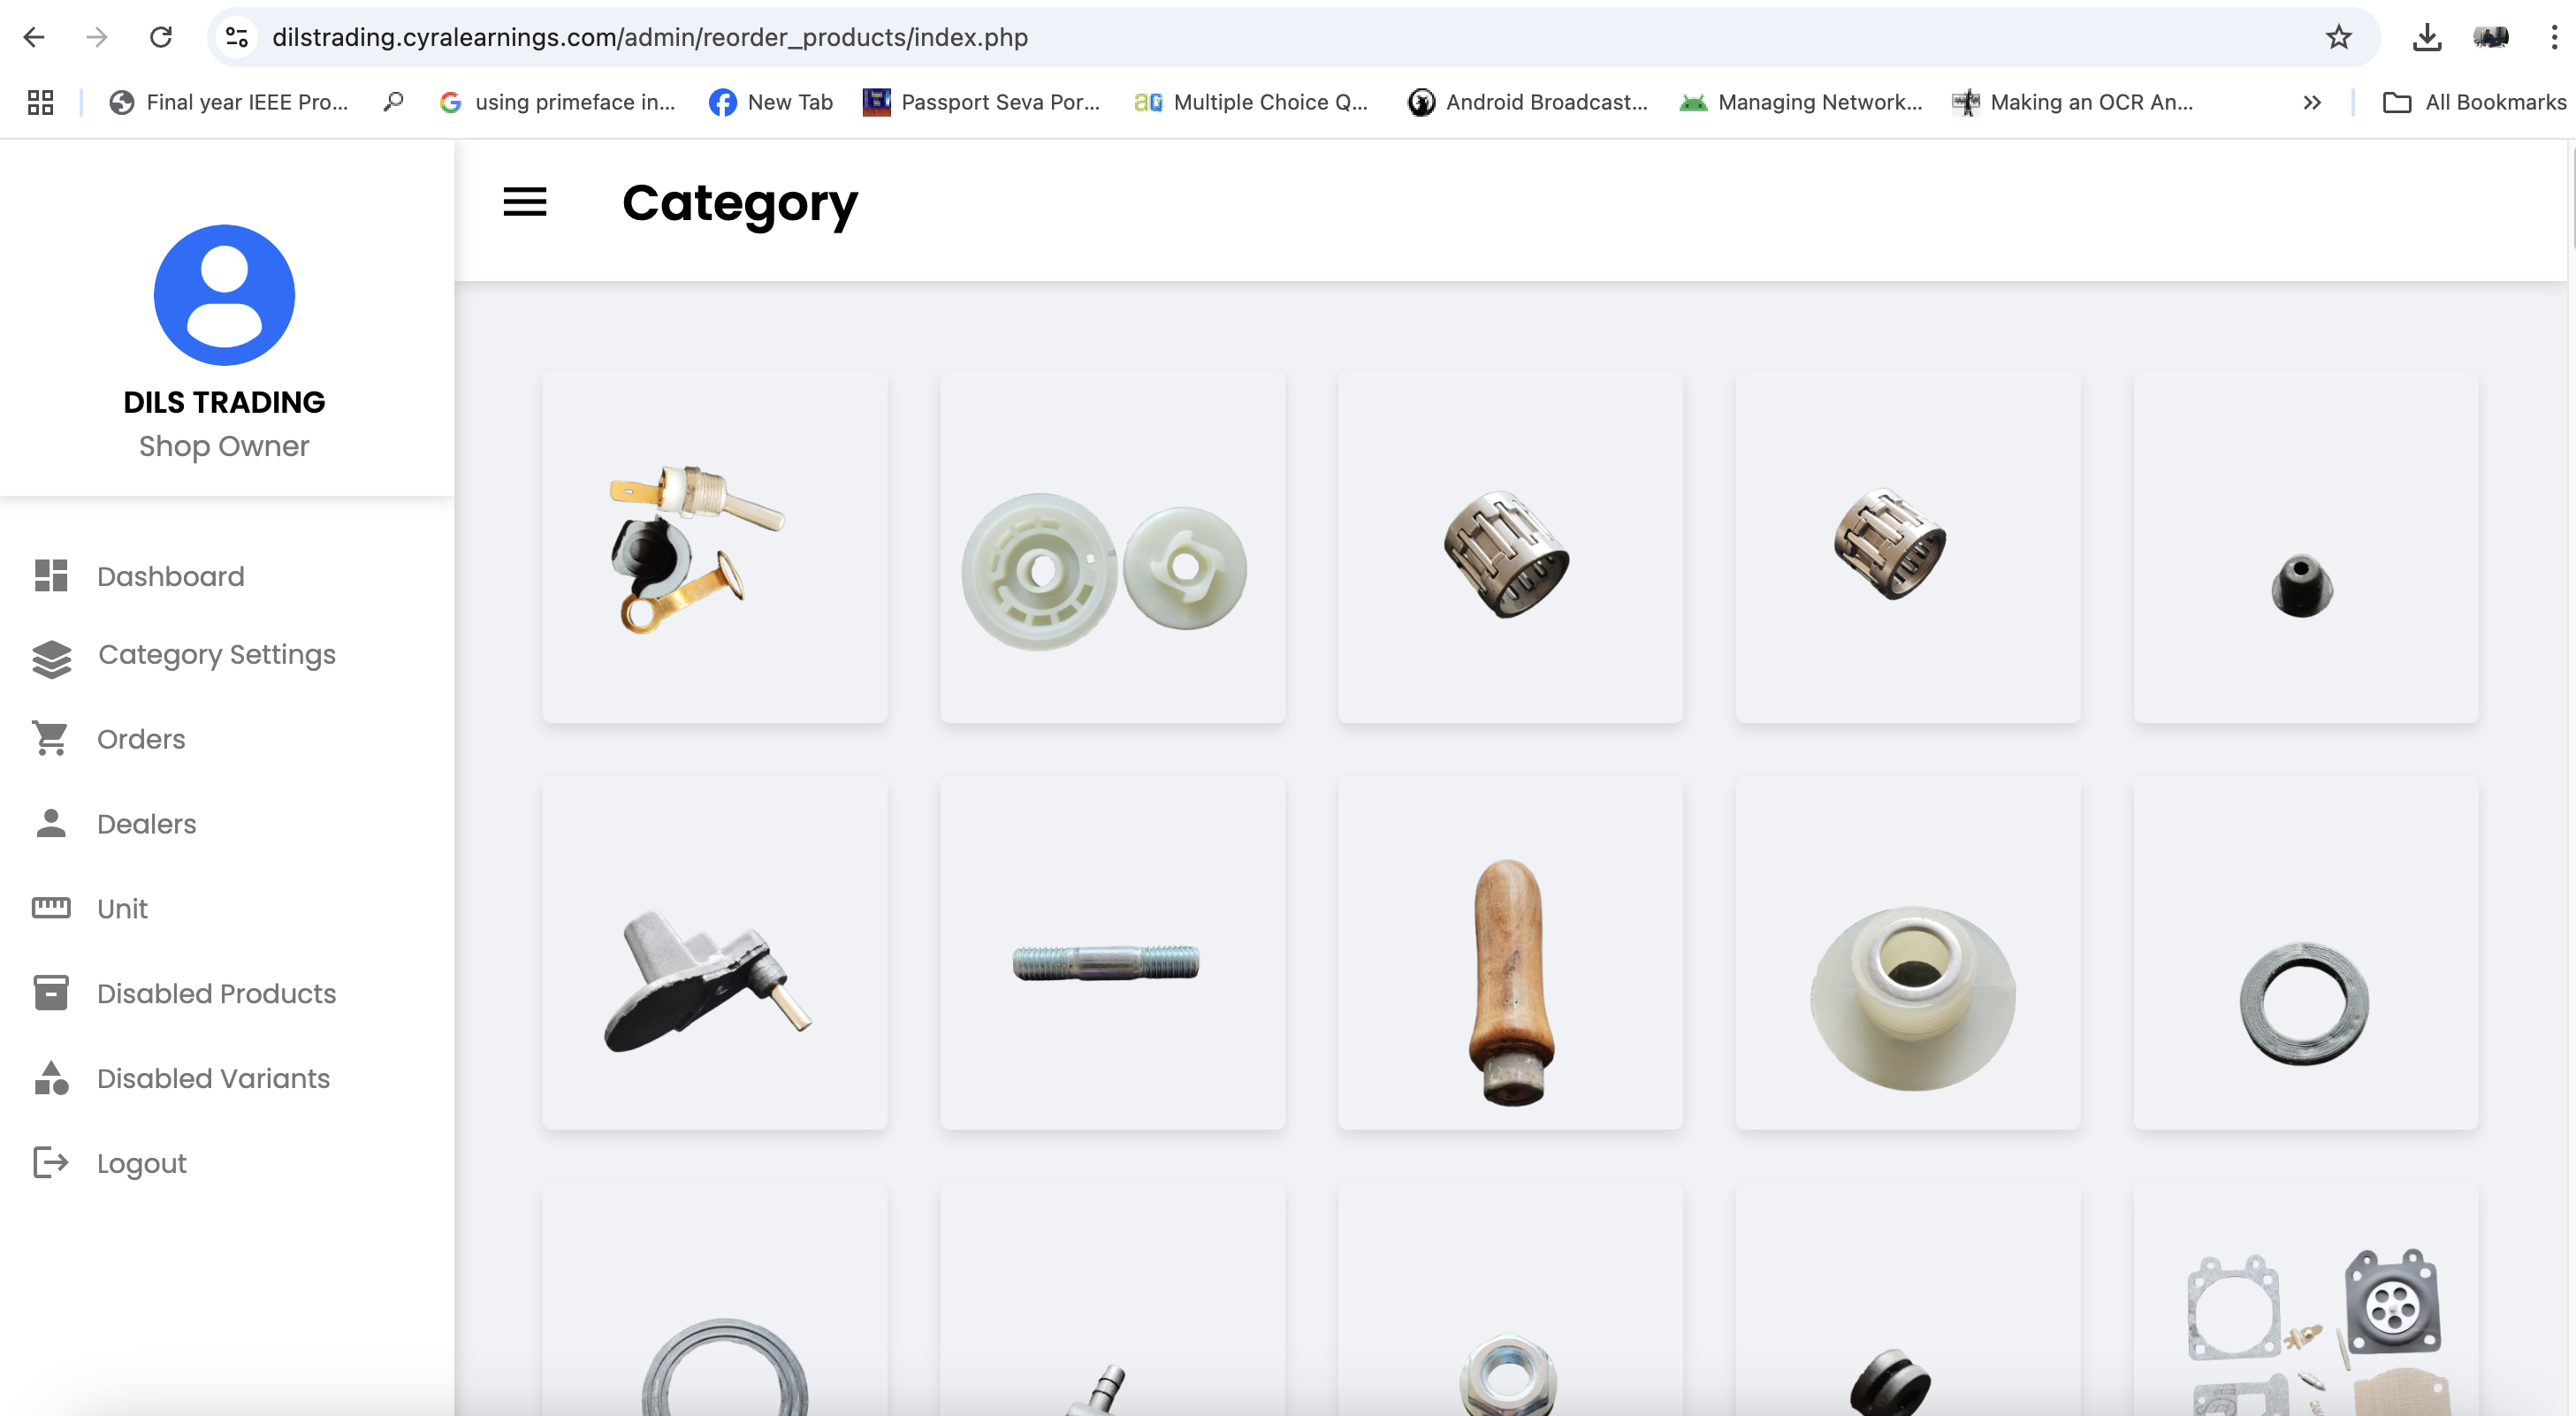 dilstrading.cyralearnings.com/admin/reorder_products/index.php
Final year IEEE Pro...
using primeface in...
New Tab
Passport Seva Por...
Multiple Choice Q...
Android Broadcast...
Managing Network...
Making an OCR An...
All Bookmarks
Category
DILS TRADING
Shop Owner
Dashboard
Category Settings
Orders
Dealers
Unit
Disabled Products
Disabled Variants
Logout